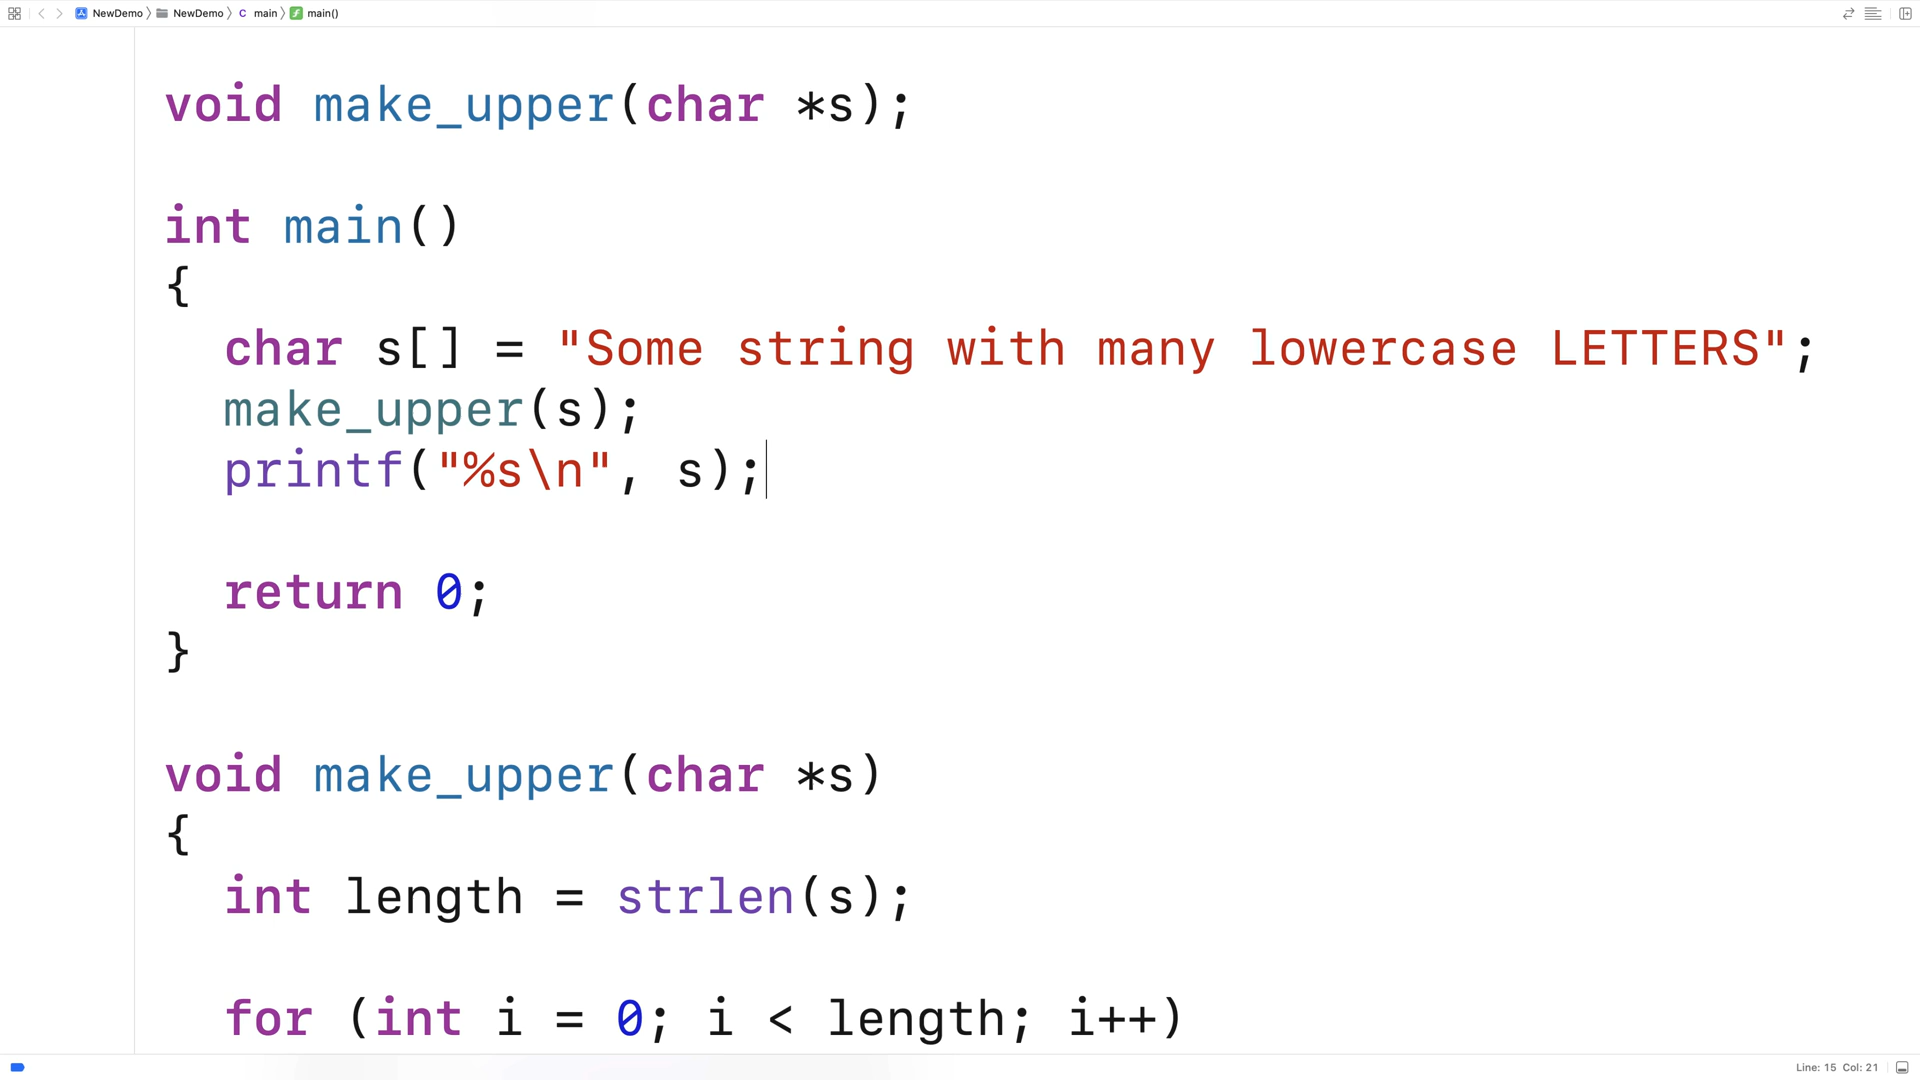 NewDemo NewDemo C main f main()
void make_upper(char *s);
int main()
{
char s[] = "Some string with many lowercase LETTERS";
make_upper(s);
printf("%s\n", s);
return 0;
}
void make_upper(char *s)
{
int length = strlen(s);
for (int i = 0; i < length; i++)
Line: 15 Col: 21